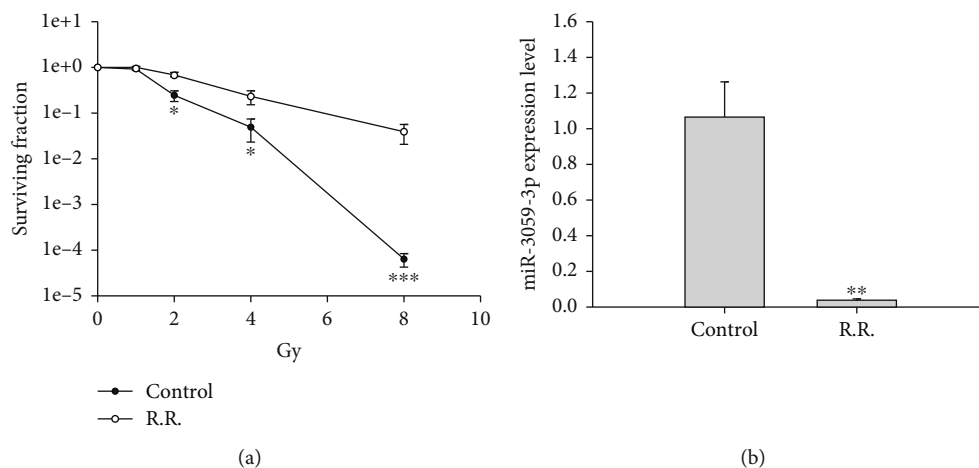 1e+1
1e+0
1e–1
1e–2
1e–3
1e–4
1e–5
Surviving fraction
*
*
***
0 2 4 6 8 10
Gy
Control
R.R.
(a)
1.6
1.4
1.2
1.0
0.8
0.6
0.4
0.2
0.0
miR-3059-3p expression level
**
Control R.R.
(b)